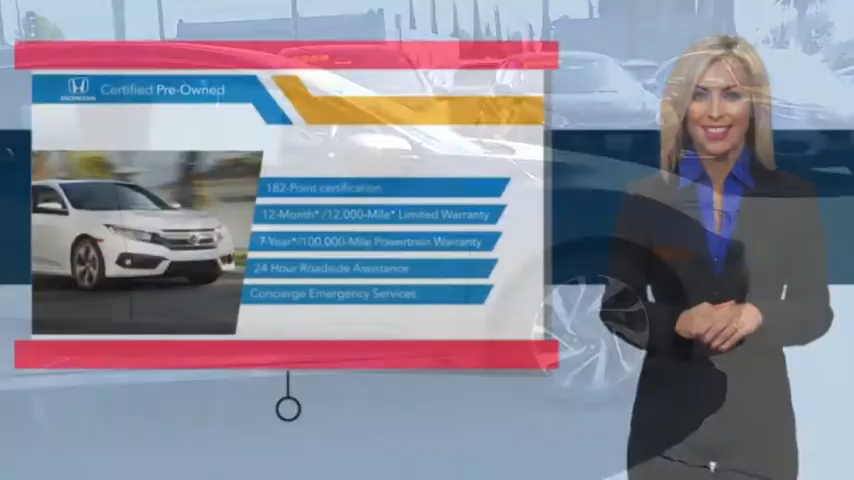 HONDA
Certified Pre-Owned
182-Point certification
12-Month* /12,000-Mile* Limited Warranty
7-Year*/100,000-Mile Powertrain Warranty
24 Hour Roadside Assistance
Concierge Emergency Services